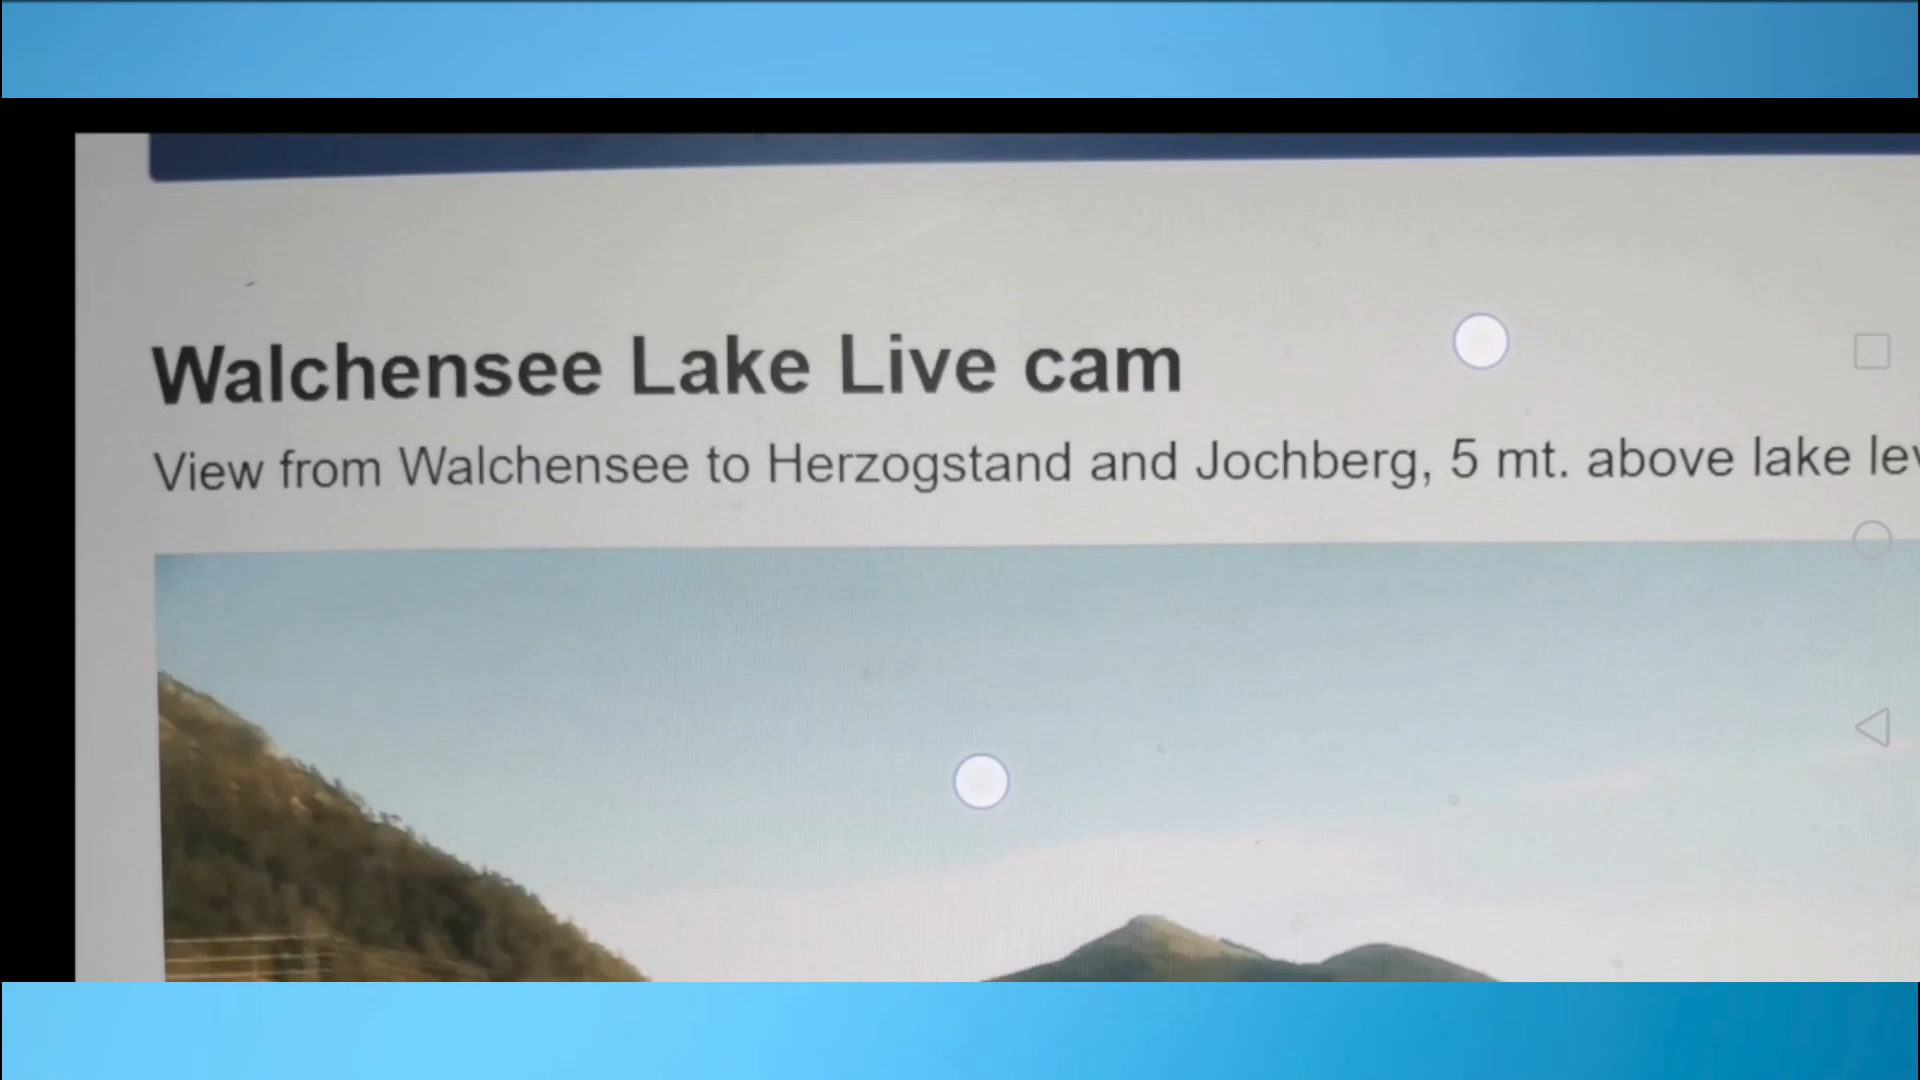 Walchensee Lake Live cam
View from Walchensee to Herzogstand and Jochberg, 5 mt. above lake